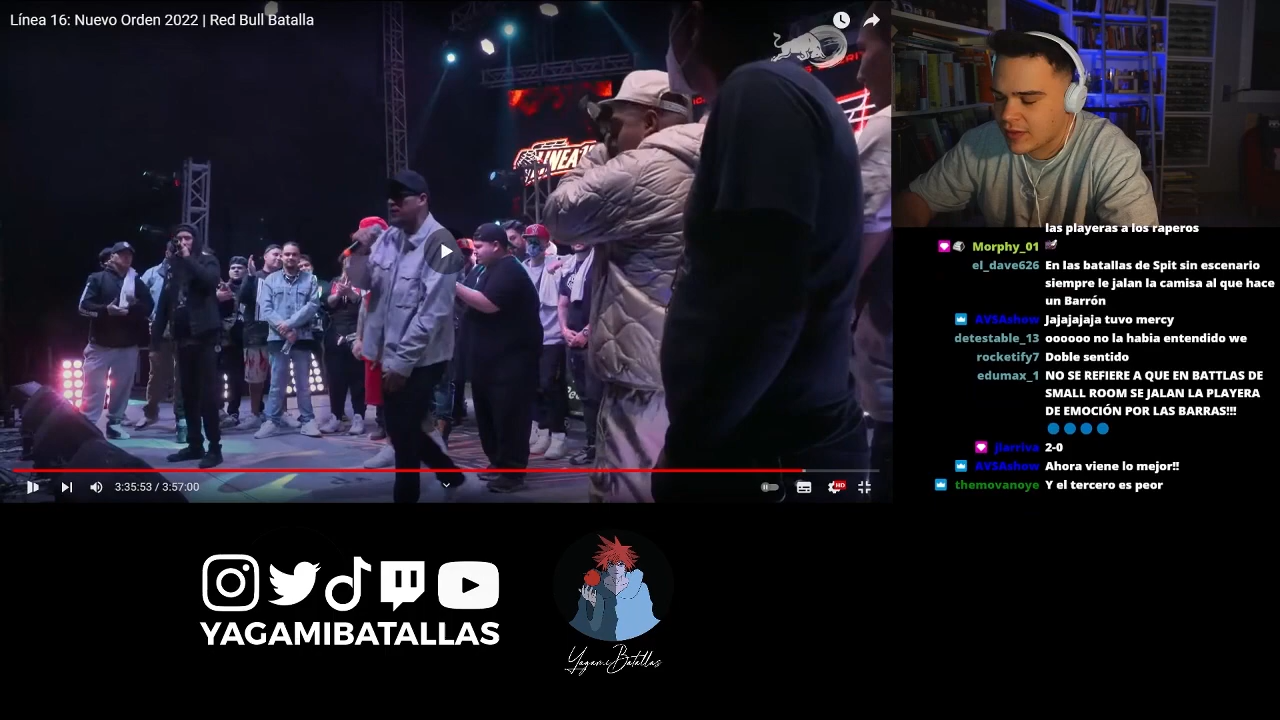 Línea 16: Nuevo Orden 2022 | Red Bull Batalla
LINEA
3:35:53 / 3:57:00
HD
las playeras a los raperos
Morphy_01
el_dave626 En las batallas de Spit sin escenario
siempre le jalan la camisa al que hace
un Barrón
AVSAshow Jajajajaja tuvo mercy
detestable_13 oooooo no la habia entendido we
rocketify7 Doble sentido
edumax_1 NO SE REFIERE A QUE EN BATTLAS DE
SMALL ROOM SE JALAN LA PLAYERA
DE EMOCIÓN POR LAS BARRAS!!!
jlarriva 2-0
AVSAshow Ahora viene lo mejor!!
themovanoye Y el tercero es peor
YAGAMIBATALLAS
YagamiBatallas